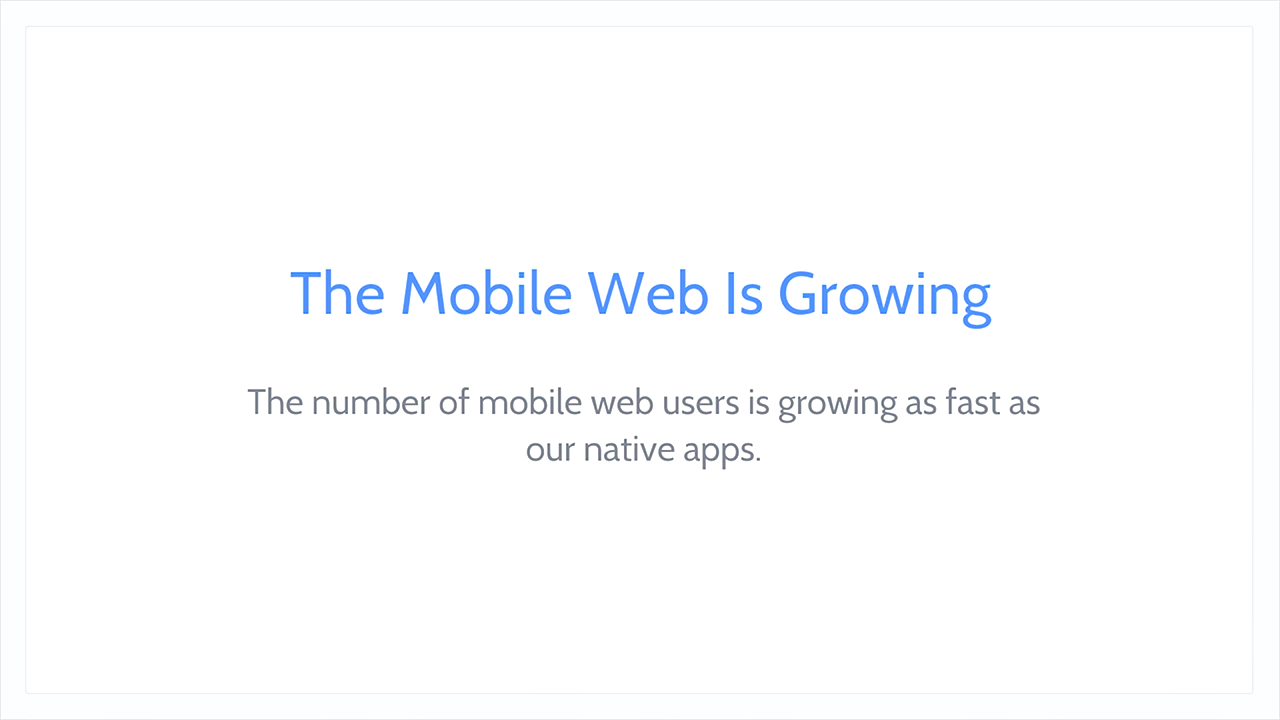 The Mobile Web Is Growing
The number of mobile web users is growing as fast as
our native apps.